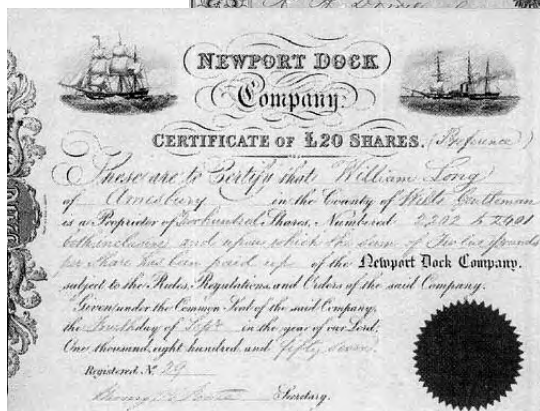 NEWPORT DOCK
Company.
CERTIFICATE OF £20 SHARES. (Preference)
These are to Certify that William Long
of Amesbury in the County of Wilts Gentleman
is a Proprietor of Two hundred Shares, Numbered 2202 to 2401
both inclusive and upon which the sum of Twelve pounds
per share has been paid up of the Newport Dock Company.
subject to the Rules, Regulations, and Orders of the said Company.
Given under the Common Seal of the said Company,
the day of Septr in the year of our Lord,
One thousand, eight hundred and fifty seven.
Registered, No. 29
Secretary.